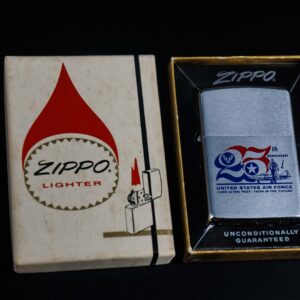 ZIPPO
LIGHTER
ZIPPO
25th
ANNIVERSARY
UNITED STATES AIR FORCE
UNCONDITIONALLY
GUARANTEED